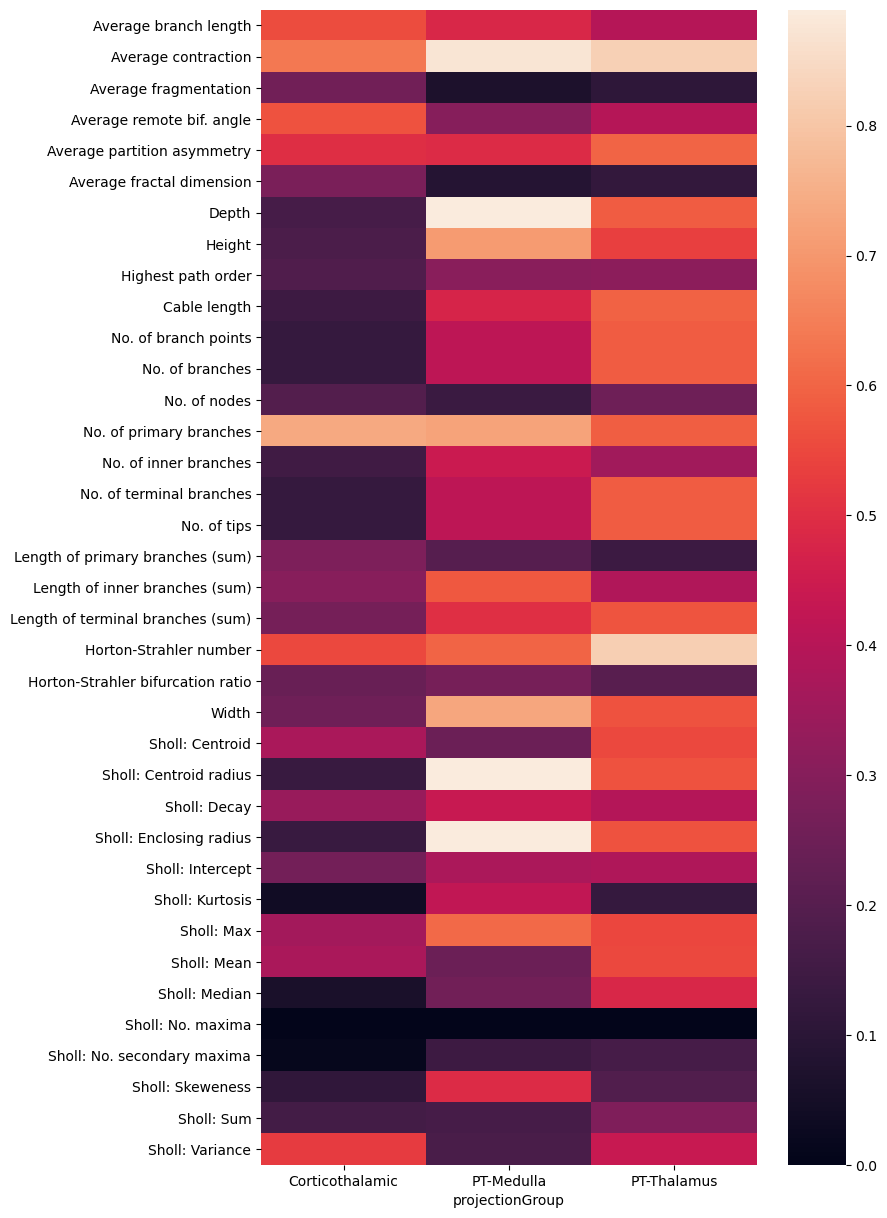 Average branch length
Average contraction
Average fragmentation
Average remote bif. angle
Average partition asymmetry
Average fractal dimension
Depth
Height
Highest path order
Cable length
No. of branch points
No. of branches
No. of nodes
No. of primary branches
No. of inner branches
No. of terminal branches
No. of tips
Length of primary branches (sum)
Length of inner branches (sum)
Length of terminal branches (sum)
Horton-Strahler number
Horton-Strahler bifurcation ratio
Width
Sholl: Centroid
Sholl: Centroid radius
Sholl: Decay
Sholl: Enclosing radius
Sholl: Intercept
Sholl: Kurtosis
Sholl: Max
Sholl: Mean
Sholl: Median
Sholl: No. maxima
Sholl: No. secondary maxima
Sholl: Skeweness
Sholl: Sum
Sholl: Variance
Corticothalamic
PT-Medulla
PT-Thalamus
projectionGroup
0.8
0.7
0.6
0.5
0.4
0.3
0.2
0.1
0.0